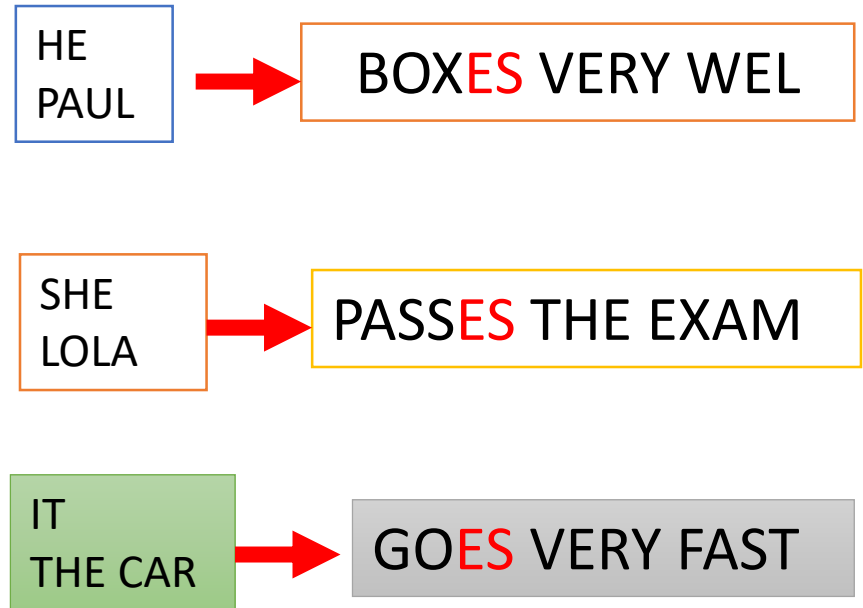 HE
PAUL
BOXES VERY WEL
SHE
LOLA
PASSES THE EXAM
IT
THE CAR
GOES VERY FAST